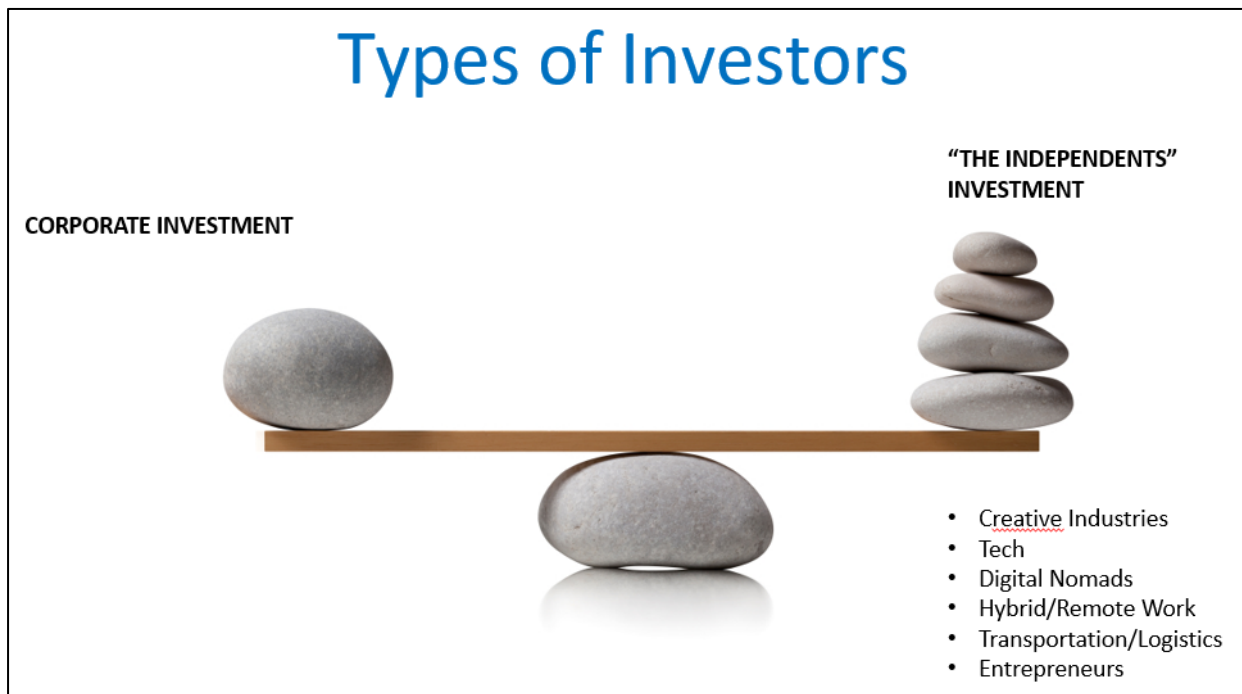 Types of Investors
"THE INDEPENDENTS"
INVESTMENT
CORPORATE INVESTMENT
• Creative Industries
• Tech
• Digital Nomads
• Hybrid/Remote Work
• Transportation/Logistics
• Entrepreneurs